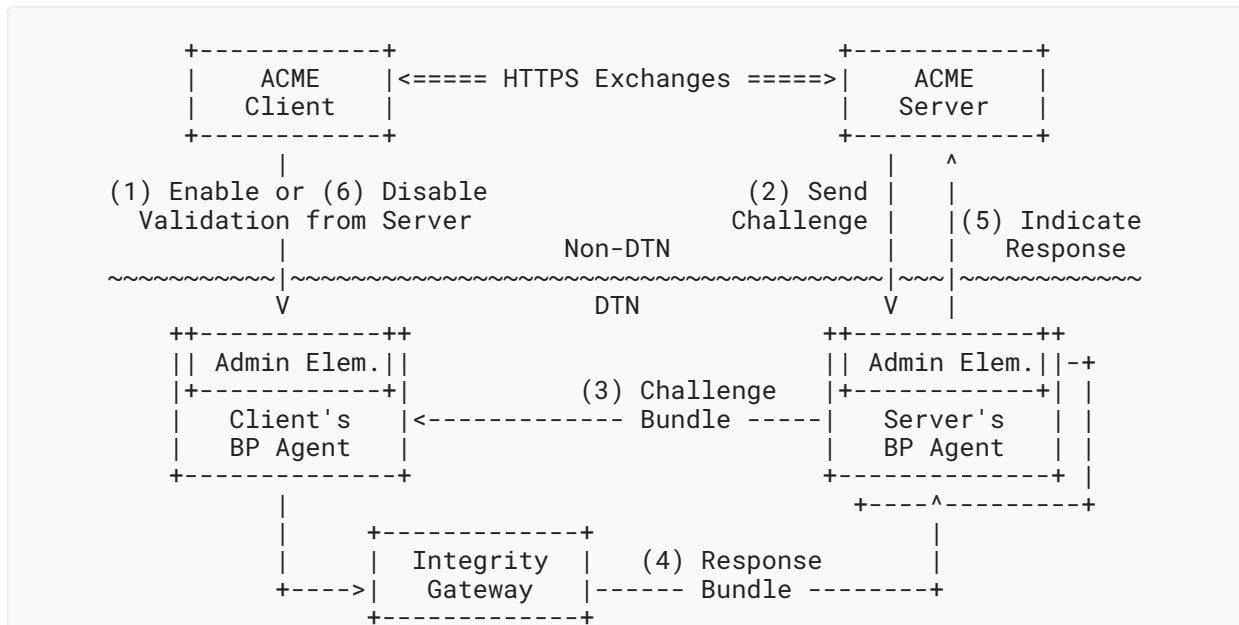 +------------+                             +------------+
|    ACME    |<===== HTTPS Exchanges =====>|    ACME    |
|   Client   |                             |   Server   |
+------------+                             +------------+
      |                                       |   ^
(1) Enable or (6) Disable                 (2) Send |   |
Validation from Server                   Challenge |   |(5) Indicate
      |                  Non-DTN              |   |   Response
~~~~~~~~~~~|~~~~~~~~~~~~~~~~~~~~~~~~~~~~~~~~~~~~~~~|~~~|~~~~~~~~~~~~
      V                    DTN                V   |
++------------++                           ++------------++
|| Admin Elem.||                           || Admin Elem.||-+
|+------------+|           (3) Challenge   |+------------+| |
|   Client's   |<------------- Bundle -----|   Server's   | |
|   BP Agent   |                           |   BP Agent   | |
+--------------+                           +--------------+ |
      |                                      +----^---------+
      |     +-------------+                       |
      |     |  Integrity  |   (4) Response        |
      +---->|   Gateway   |------ Bundle --------+
            +-------------+